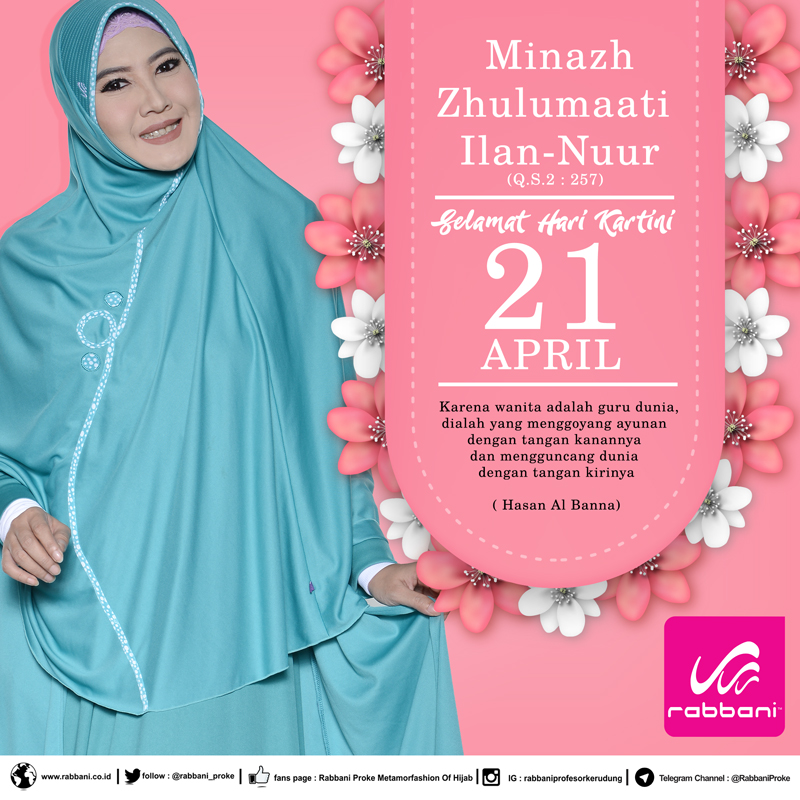 Minazh
Zhulumaati
Ilan-Nuur
(Q.S.2 : 257)
Selamat Hari Kartini
21
APRIL
Karena wanita adalah guru dunia,
dialah yang menggoyang ayunan
dengan tangan kanannya
dan mengguncang dunia
dengan tangan kirinya
( Hasan Al Banna)
rabbani™
www.rabbani.co.id | follow : @rabbani_proke | fans page : Rabbani Proke Metamorfashion Of Hijab | IG : rabbaniprofesorkerudung | Telegram Channel : @RabbaniProke